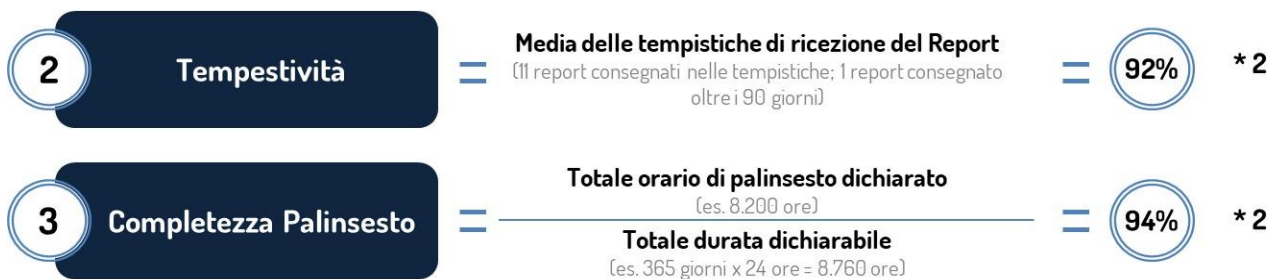 2
Tempestività
=
Media delle tempistiche di ricezione del Report
(11 report consegnati nelle tempistiche; 1 report consegnato
oltre i 90 giorni)
=
92%
* 2
3
Completezza Palinsesto
=
Totale orario di palinsesto dichiarato
(es. 8.200 ore)
Totale durata dichiarabile
(es. 365 giorni x 24 ore = 8.760 ore)
=
94%
* 2